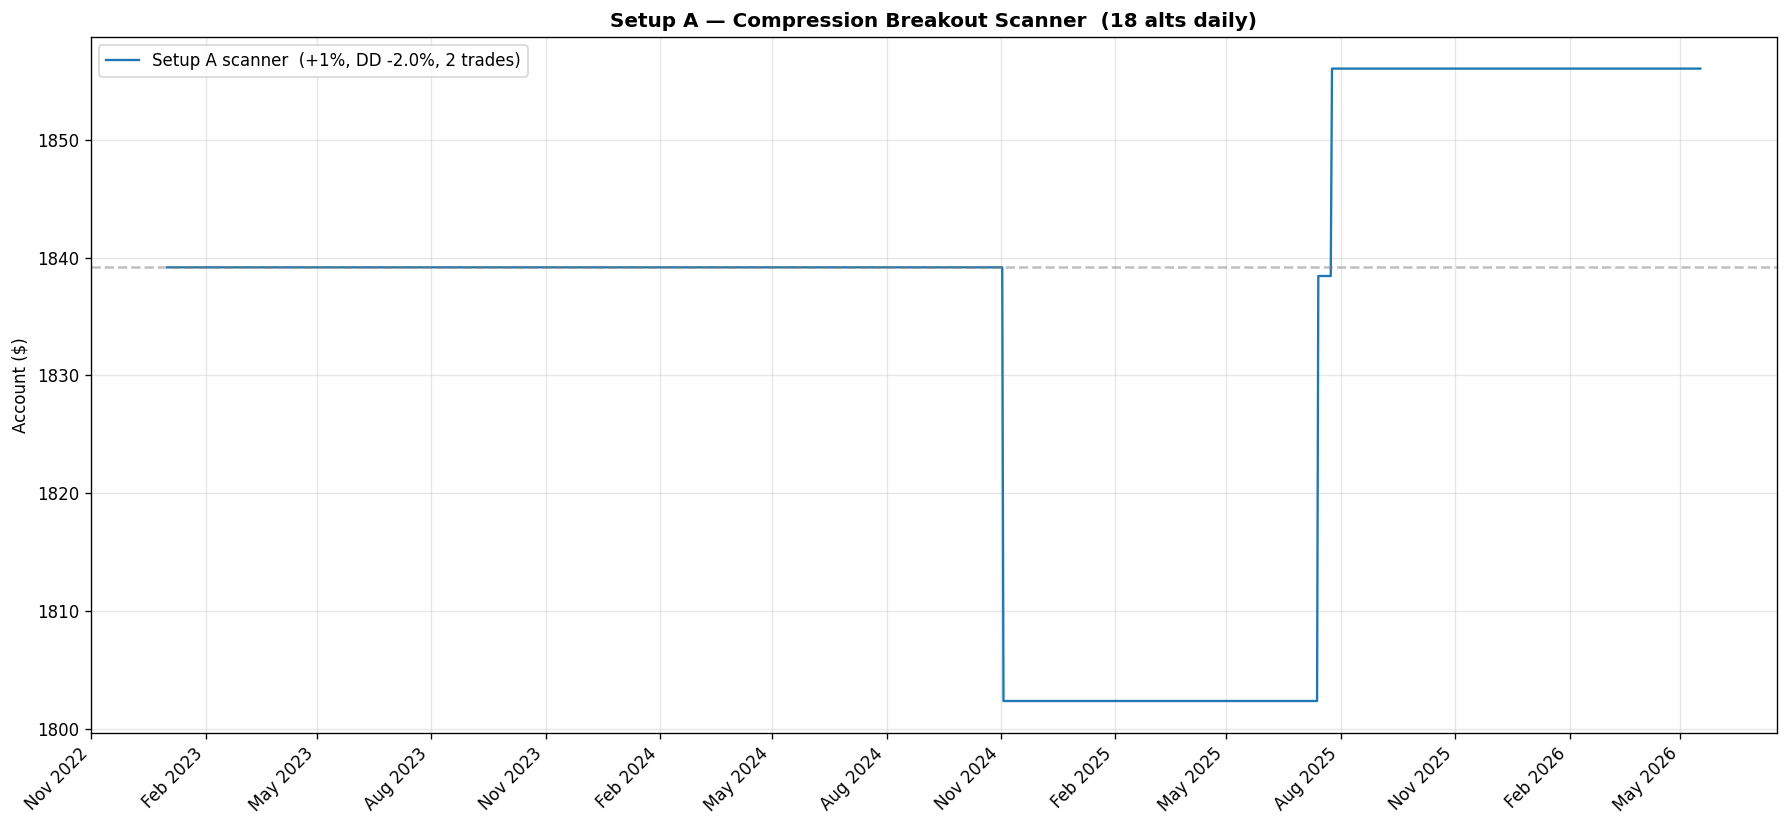 Setup A — Compression Breakout Scanner  (18 alts daily)
Setup A scanner  (+1%, DD -2.0%, 2 trades)
Account ($)
1850
1840
1830
1820
1810
1800
Nov 2022
Feb 2023
May 2023
Aug 2023
Nov 2023
Feb 2024
May 2024
Aug 2024
Nov 2024
Feb 2025
May 2025
Aug 2025
Nov 2025
Feb 2026
May 2026